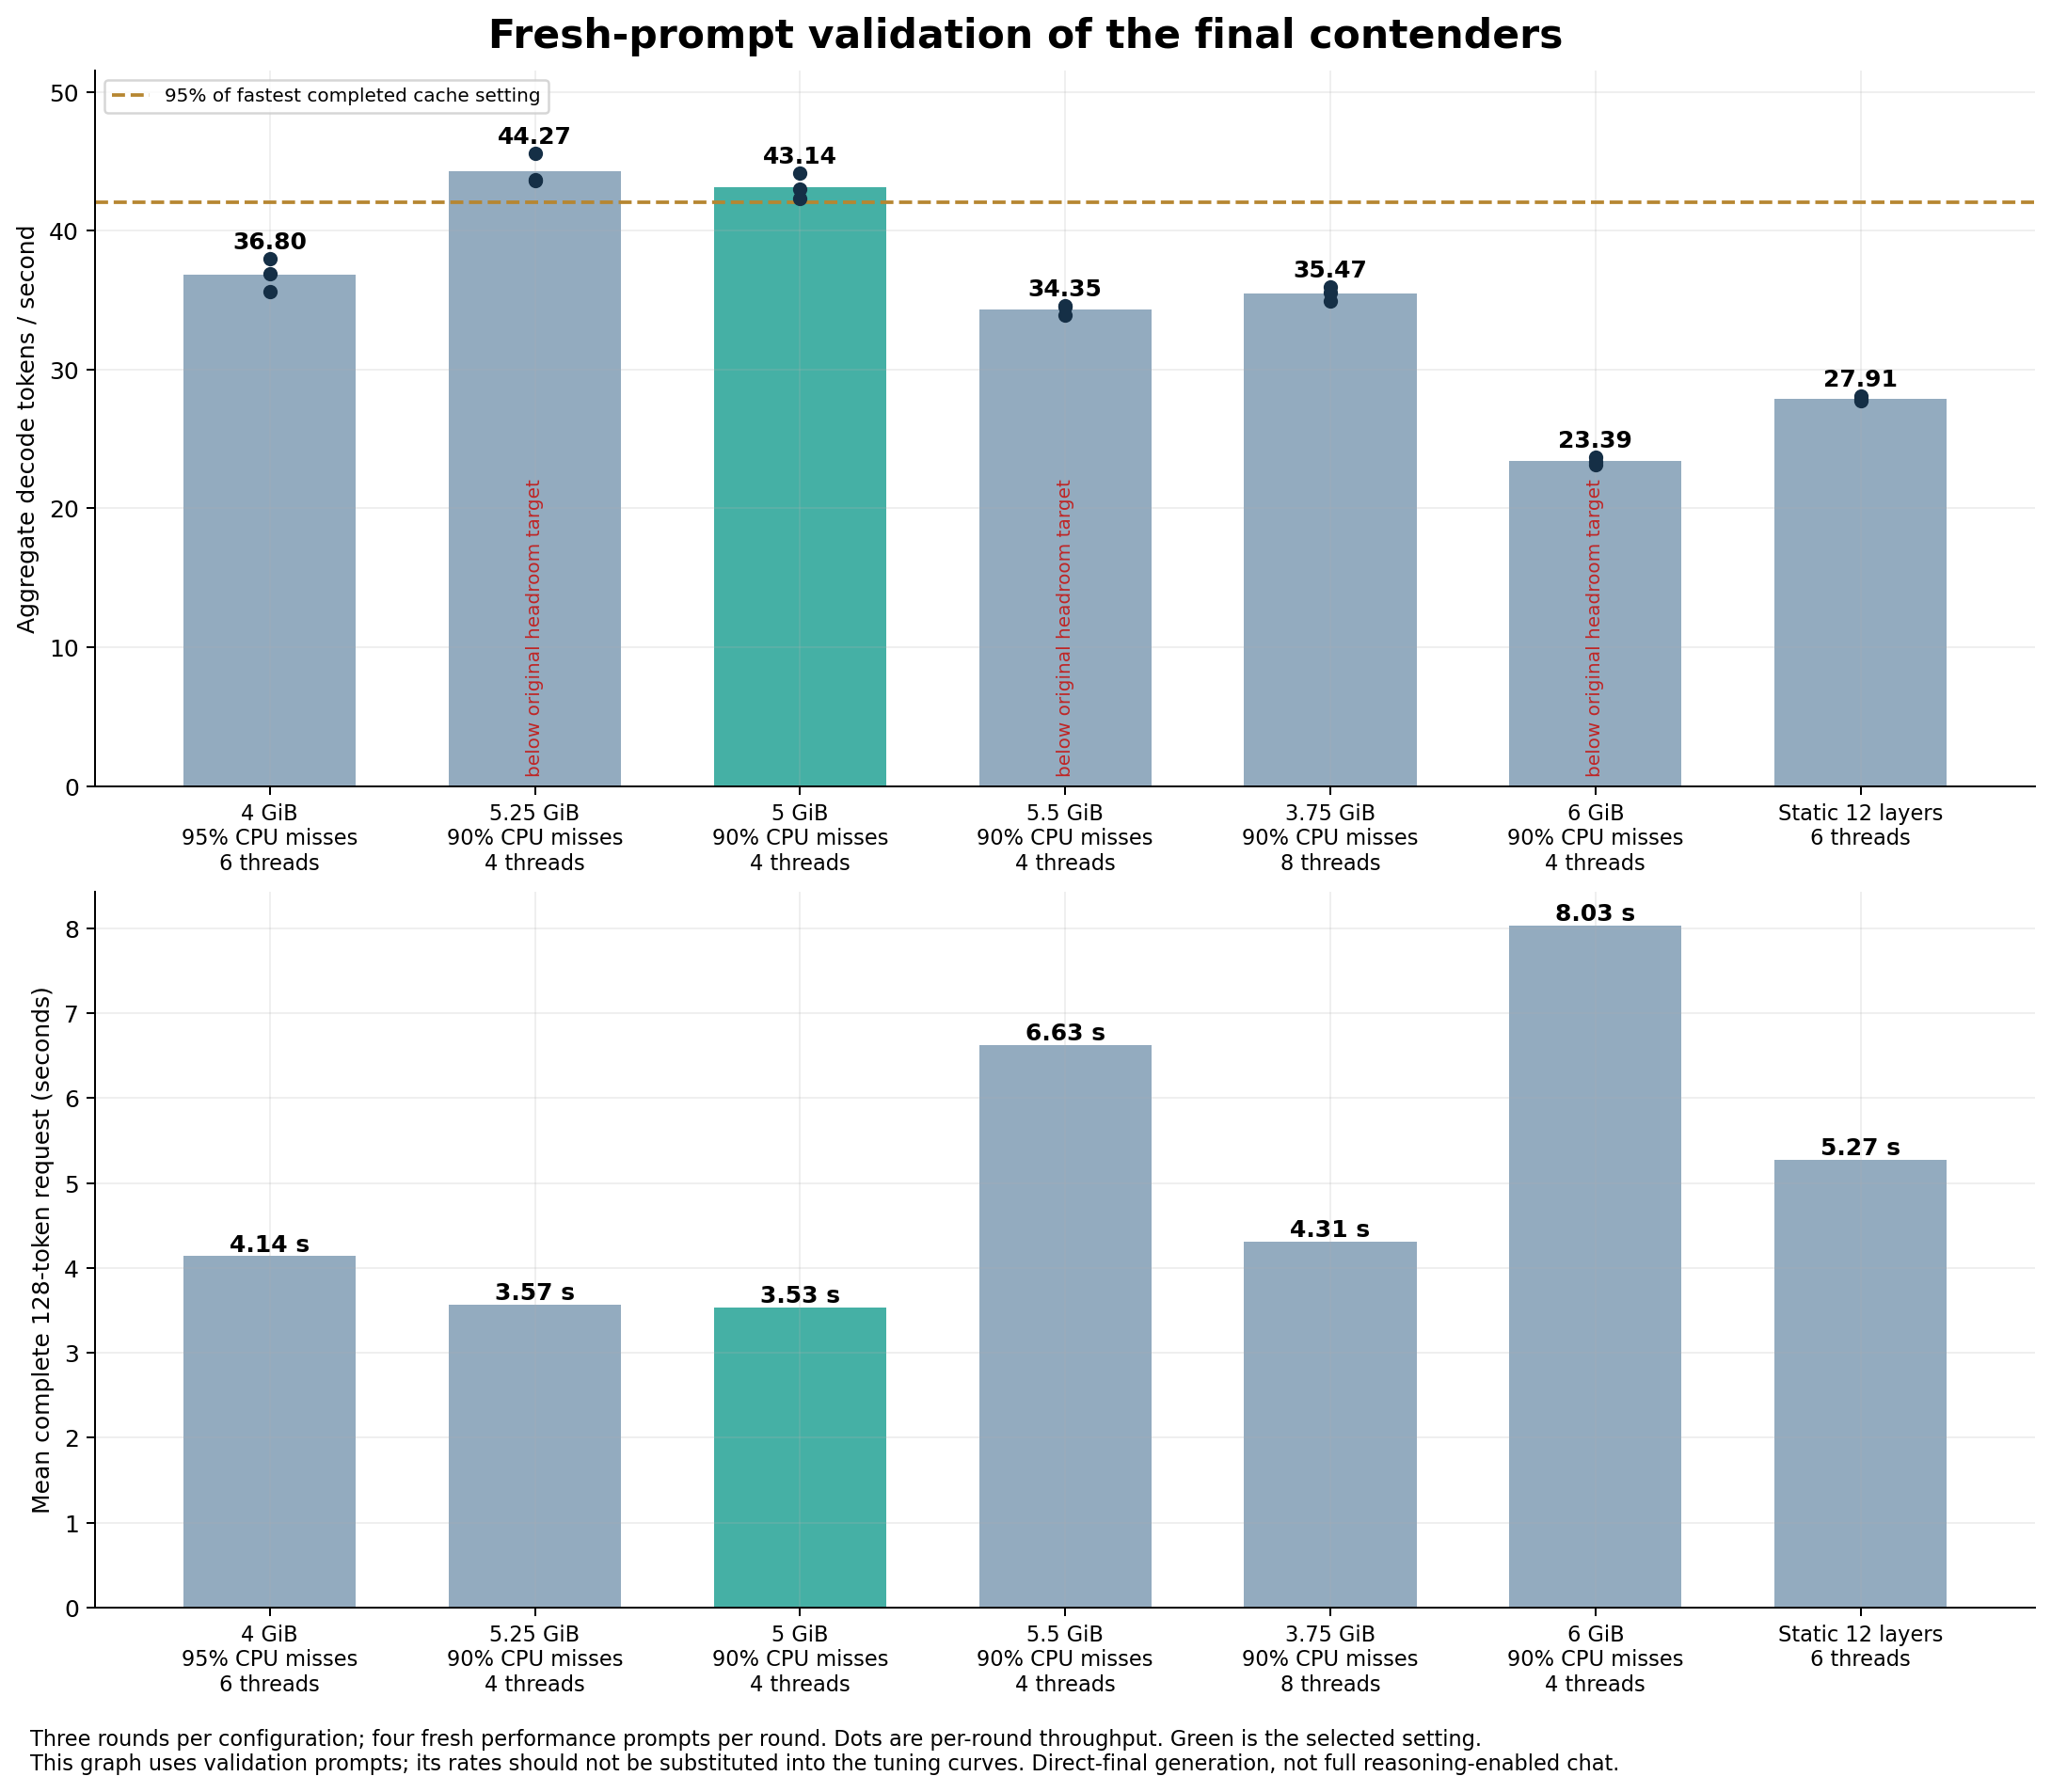 Fresh-prompt validation of the final contenders
Aggregate decode tokens / second
50
40
30
20
10
0
95% of fastest completed cache setting
36.80
44.27
43.14
34.35
35.47
23.39
27.91
below original headroom target
below original headroom target
below original headroom target
4 GiB
95% CPU misses
6 threads
5.25 GiB
90% CPU misses
4 threads
5 GiB
90% CPU misses
4 threads
5.5 GiB
90% CPU misses
4 threads
3.75 GiB
90% CPU misses
8 threads
6 GiB
90% CPU misses
4 threads
Static 12 layers
6 threads
Mean complete 128-token request (seconds)
8
7
6
5
4
3
2
1
0
4.14 s
3.57 s
3.53 s
6.63 s
4.31 s
8.03 s
5.27 s
4 GiB
95% CPU misses
6 threads
5.25 GiB
90% CPU misses
4 threads
5 GiB
90% CPU misses
4 threads
5.5 GiB
90% CPU misses
4 threads
3.75 GiB
90% CPU misses
8 threads
6 GiB
90% CPU misses
4 threads
Static 12 layers
6 threads
Three rounds per configuration; four fresh performance prompts per round. Dots are per-round throughput. Green is the selected setting.
This graph uses validation prompts; its rates should not be substituted into the tuning curves. Direct-final generation, not full reasoning-enabled chat.